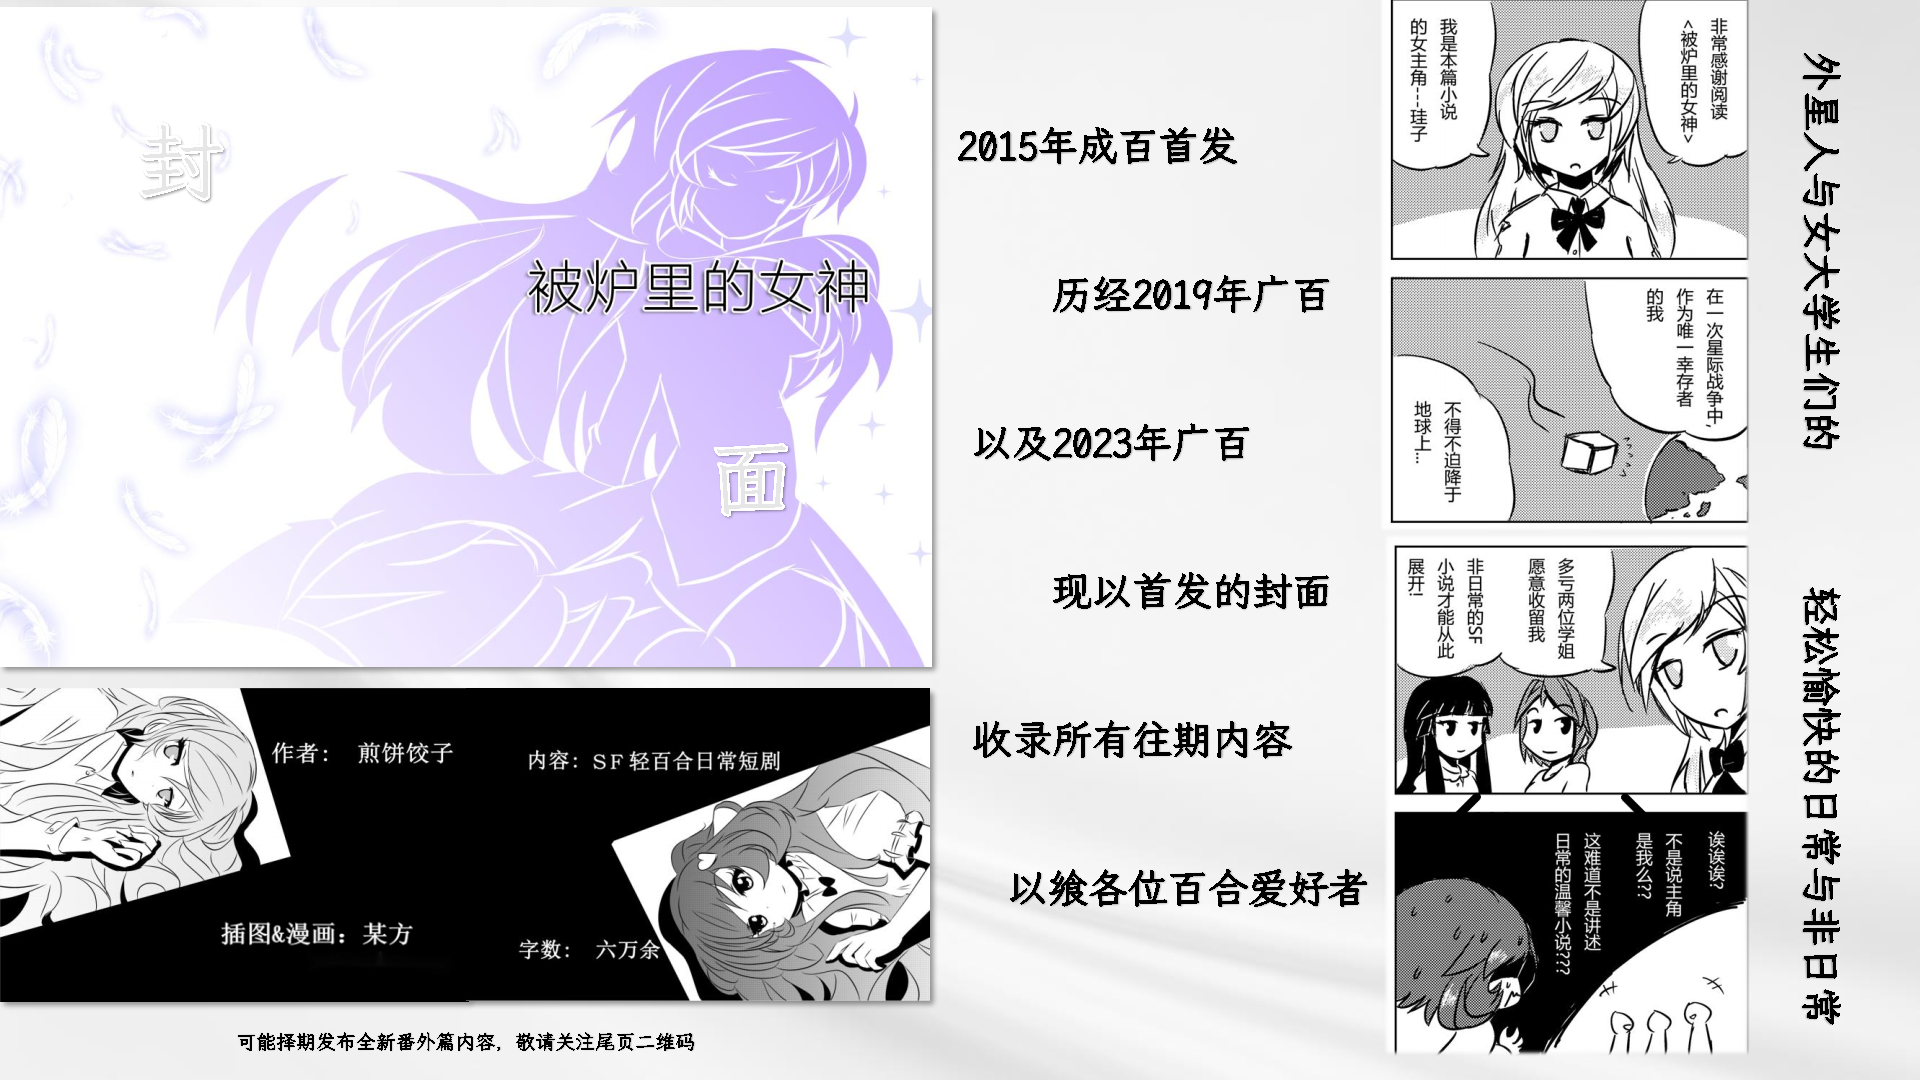 封
被炉里的女神
面
作者： 煎饼饺子
内容：SF轻百合日常短剧
插图&漫画：某方
字数： 六万余
可能择期发布全新番外篇内容，敬请关注尾页二维码
2015年成百首发
历经2019年广百
以及2023年广百
现以首发的封面
收录所有往期内容
以飨各位百合爱好者
非常感谢阅读
<被炉里的女神>
我是本篇小说
的女主角--珪子
在一次星际战争中,
作为唯一幸存者
的我
不得不迫降于
地球上...
多亏两位学姐
愿意收留我
非日常的SF
小说才能从此
展开!
诶诶诶?
不是说主角
是我么??
这难道不是讲述
日常的温馨小说???
外星人与女大学生们的
轻松愉快的日常与非日常